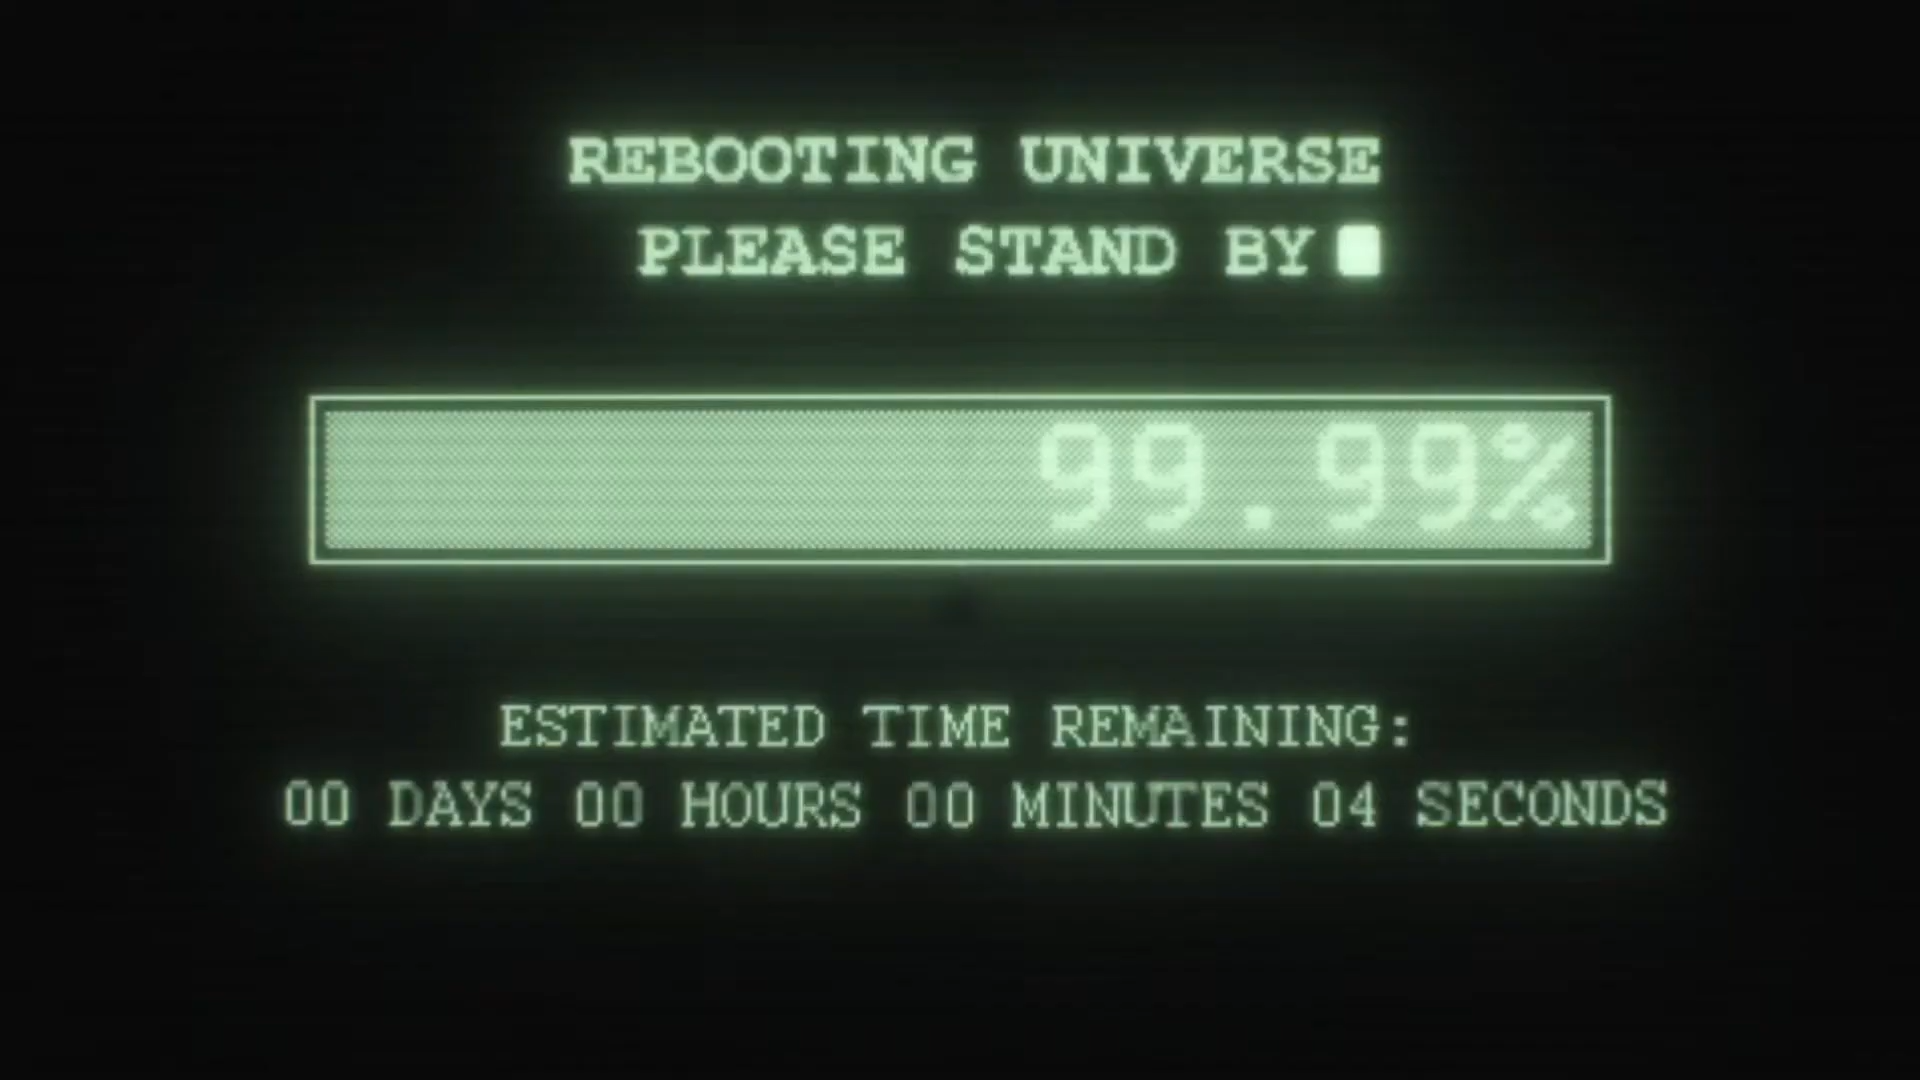 REBOOTING UNIVERSE
PLEASE STAND BY
99.99%
ESTIMATED TIME REMAINING:
00 DAYS 00 HOURS 00 MINUTES 04 SECONDS